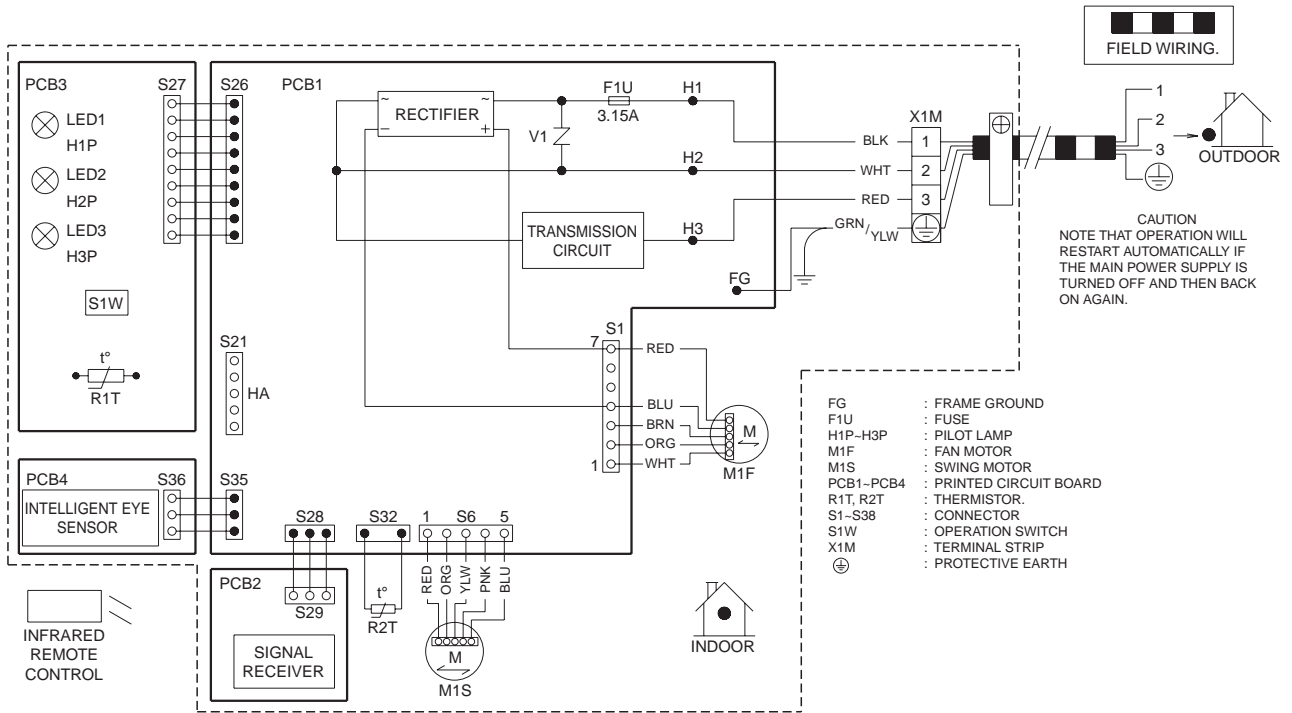 FIELD WIRING.
PCB3
S27
S26
PCB1
LED1
H1P
LED2
H2P
LED3
H3P
S1W
t°
R1T
~
RECTIFIER
~
−
+
V1
F1U
3.15A
H1
H2
TRANSMISSION
CIRCUIT
H3
FG
BLK
WHT
RED
GRN/YLW
X1M
1
2
3
1
2
3
OUTDOOR
CAUTION
NOTE THAT OPERATION WILL
RESTART AUTOMATICALLY IF
THE MAIN POWER SUPPLY IS
TURNED OFF AND THEN BACK
ON AGAIN.
S21
HA
S1
7
1
RED
BLU
BRN
ORG
WHT
M
M1F
PCB4
S36
S35
INTELLIGENT EYE
SENSOR
S28
S32
1
S6
5
RED
ORG
YLW
PNK
BLU
PCB2
S29
SIGNAL
RECEIVER
t°
R2T
M
M1S
INFRARED
REMOTE
CONTROL
INDOOR
FG : FRAME GROUND
F1U : FUSE
H1P~H3P : PILOT LAMP
M1F : FAN MOTOR
M1S : SWING MOTOR
PCB1~PCB4 : PRINTED CIRCUIT BOARD
R1T, R2T : THERMISTOR.
S1~S38 : CONNECTOR
S1W : OPERATION SWITCH
X1M : TERMINAL STRIP
: PROTECTIVE EARTH